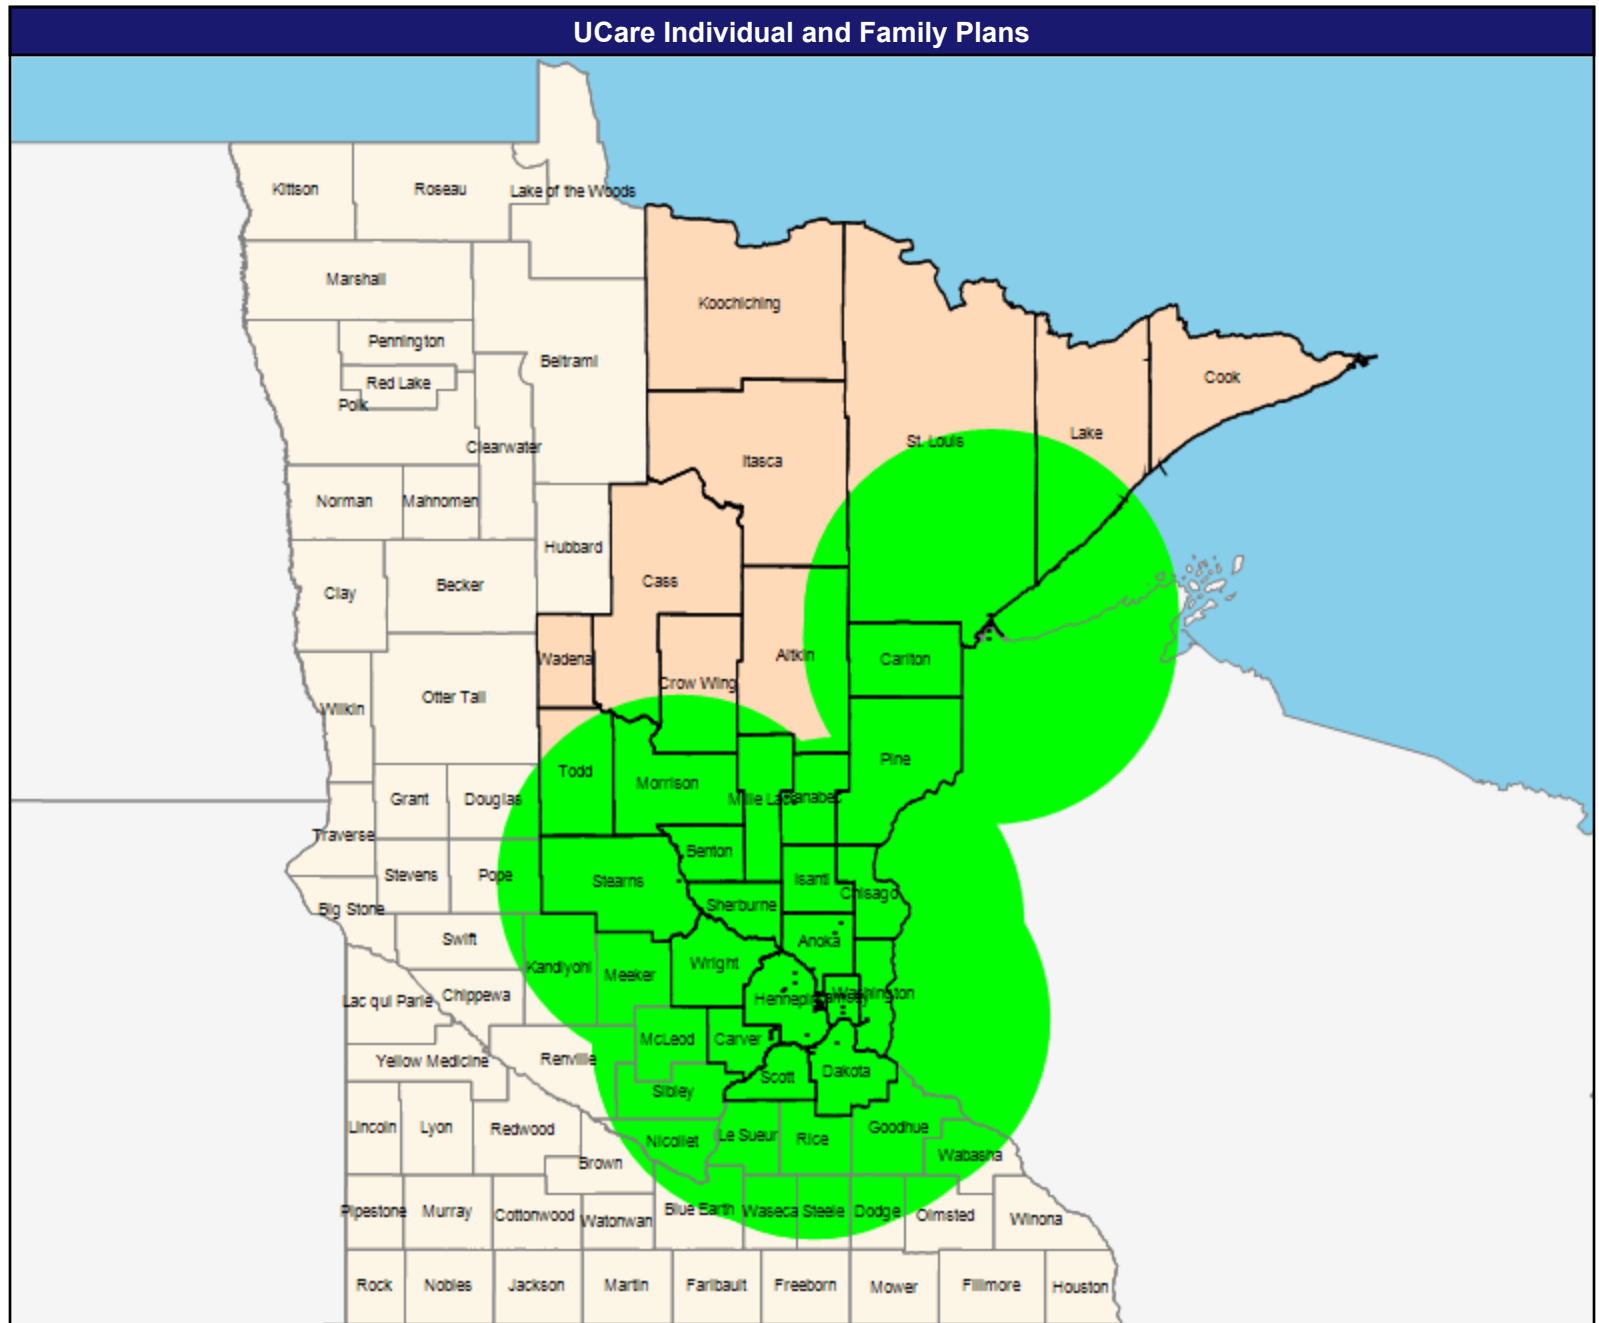 UCare Individual and Family Plans
Kittson
Roseau
Lake of the Woods
Marshall
Koochiching
Pennington
Beltrami
Red Lake
Polk
Cook
Lake
St. Louis
Clearwater
Itasca
Norman
Mahnomen
Hubbard
Cass
Becker
Clay
Wadena
Aitkin
Carlton
Crow Wing
Otter Tail
Wilkin
Pine
Todd
Morrison
Mille Lacs
Kanabec
Grant
Douglas
Traverse
Benton
Stevens
Pope
Stearns
Isanti
Chisago
Sherburne
Big Stone
Swift
Anoka
Kandiyohi
Meeker
Wright
Lac qui Parle
Chippewa
Hennepin
Ramsey
Washington
McLeod
Carver
Yellow Medicine
Renville
Scott
Dakota
Sibley
Lincoln
Lyon
Redwood
Nicollet
Le Sueur
Rice
Goodhue
Wabasha
Brown
Pipestone
Murray
Cottonwood
Watonwan
Blue Earth
Waseca
Steele
Dodge
Olmsted
Winona
Rock
Nobles
Jackson
Martin
Faribault
Freeborn
Mower
Fillmore
Houston